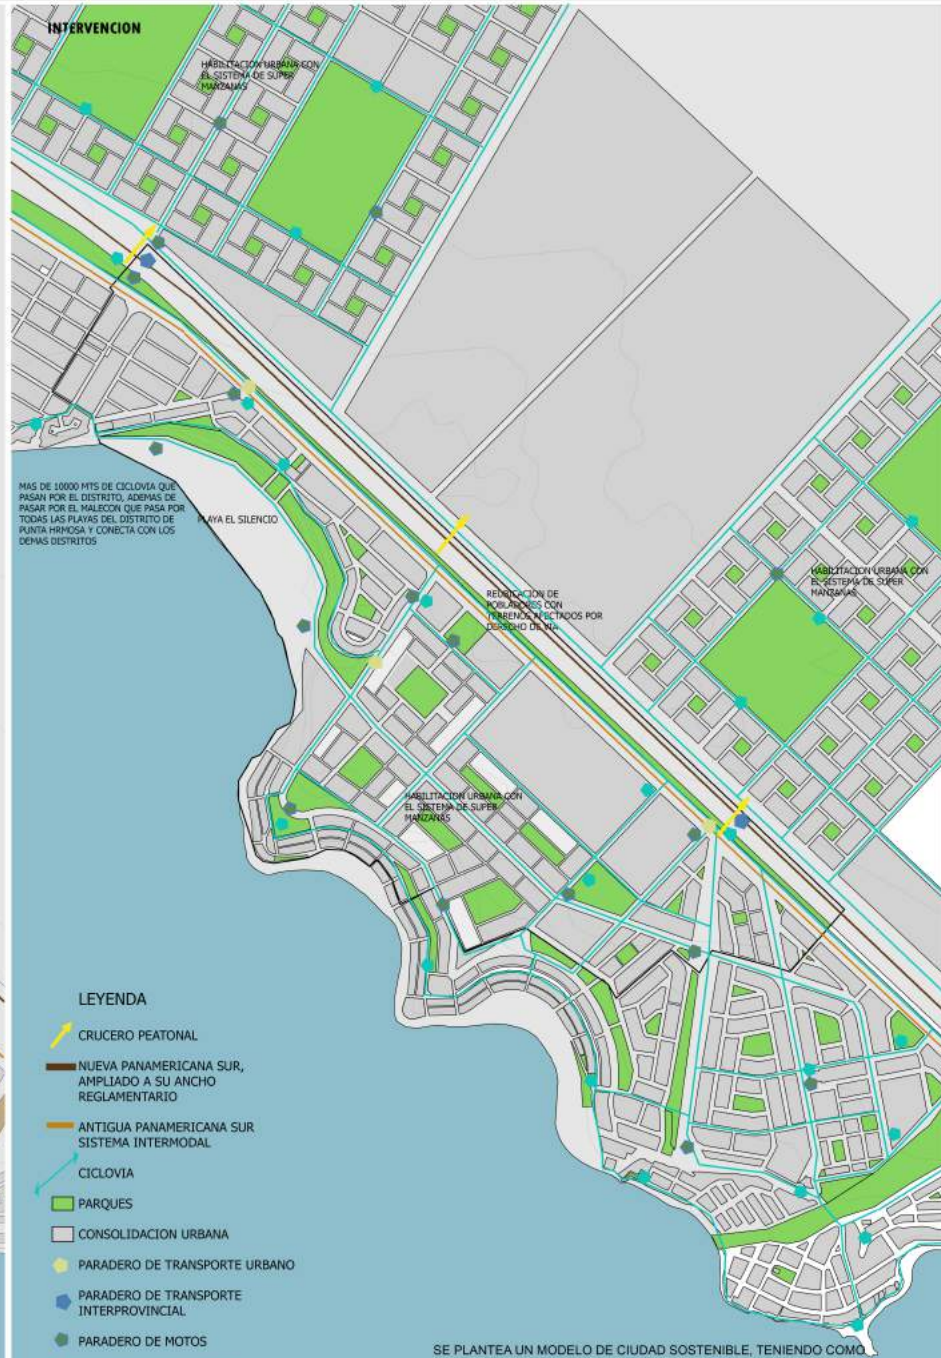 INTERVENCION
HABILITACION URBANA CON
EL SISTEMA DE SUPER
MANZANAS
MAS DE 10000 MTS DE CICLOVIA QUE
PASAN POR EL DISTRITO, ADEMAS DE
PASAR POR EL MALECON QUE PASA POR
TODAS LAS PLAYAS DEL DISTRITO DE
PUNTA HRMOSA Y CONECTA CON LOS
DEMAS DISTRITOS
PLAYA EL SILENCIO
REUBICACION DE
POBLADORES CON
TERRENOS AFECTADOS POR
DERECHO DE VIA
HABILITACION URBANA CON
EL SISTEMA DE SUPER
MANZANAS
HABILITACION URBANA CON
EL SISTEMA DE SUPER
MANZANAS
LEYENDA
CRUCERO PEATONAL
NUEVA PANAMERICANA SUR,
AMPLIADO A SU ANCHO
REGLAMENTARIO
ANTIGUA PANAMERICANA SUR
SISTEMA INTERMODAL
CICLOVIA
PARQUES
CONSOLIDACION URBANA
PARADERO DE TRANSPORTE URBANO
PARADERO DE TRANSPORTE
INTERPROVINCIAL
PARADERO DE MOTOS
SE PLANTEA UN MODELO DE CIUDAD SOSTENIBLE, TENIENDO COMO